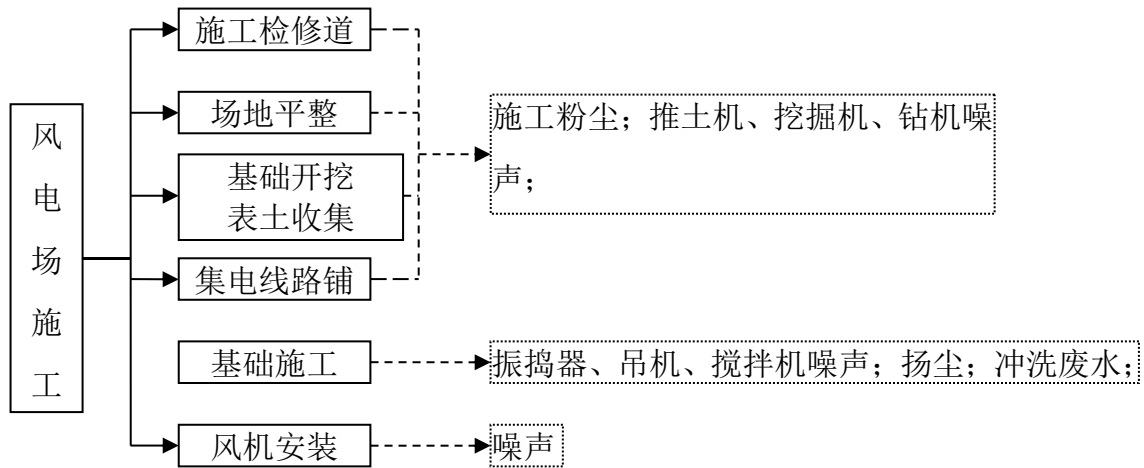 风电场施工
施工检修道
场地平整
基础开挖
表土收集
集电线路铺
基础施工
风机安装
施工粉尘；推土机、挖掘机、钻机噪
声；
振捣器、吊机、搅拌机噪声；扬尘；冲洗废水；
噪声